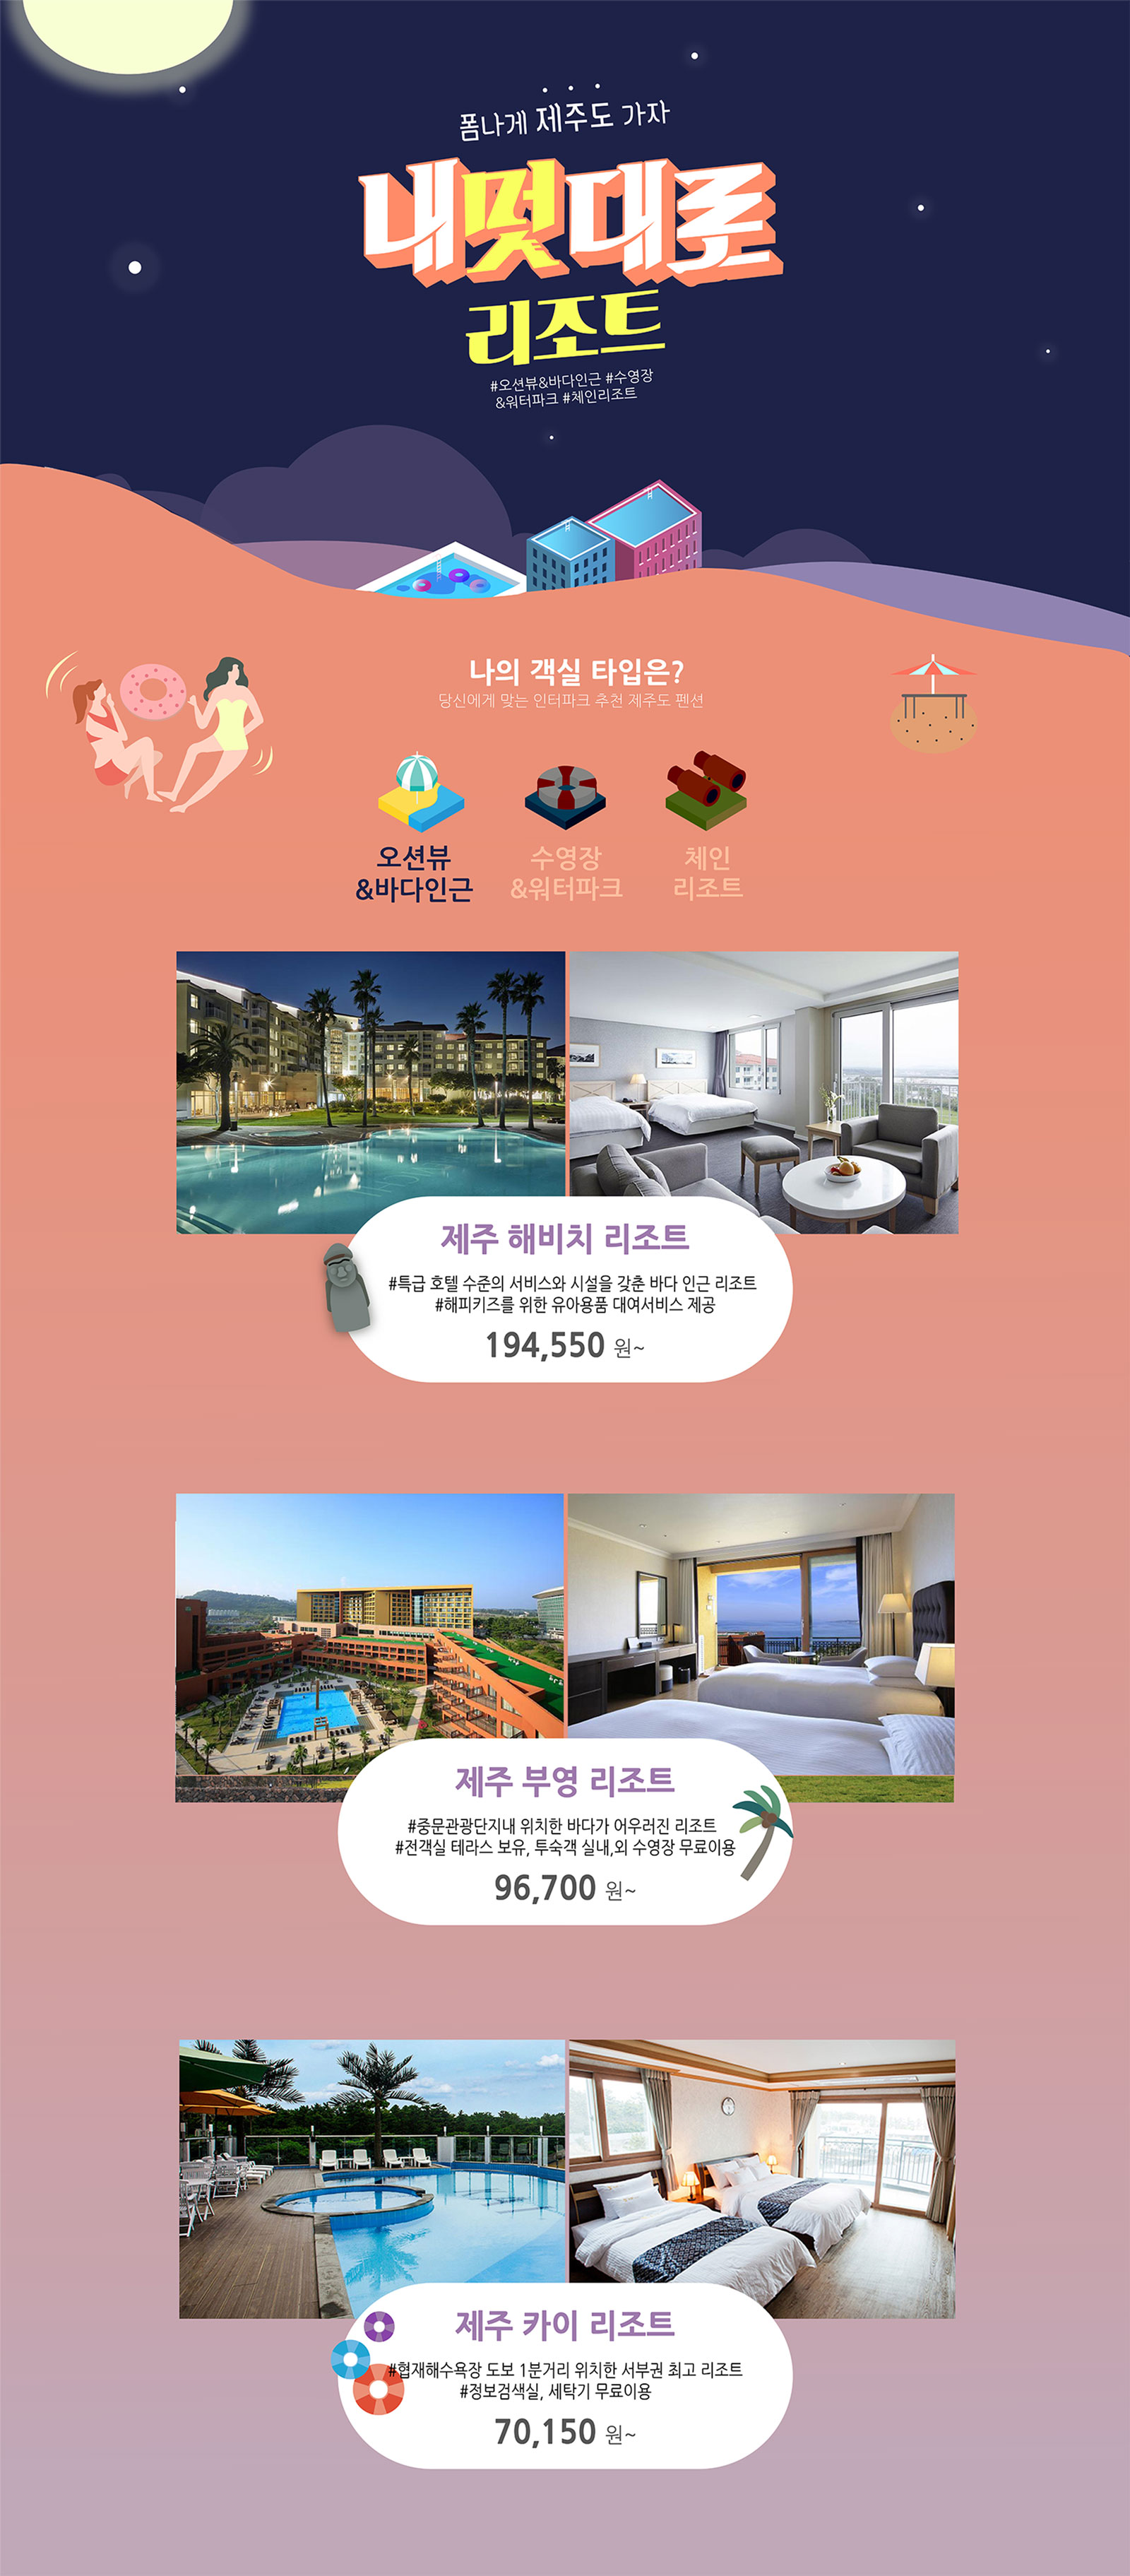 폼나게 제주도 가자
내멋대로
리조트
#오션뷰&바다인근 #수영장
&워터파크 #체인리조트
나의 객실 타입은?
당신에게 맞는 인터파크 추천 제주도 펜션
오션뷰
&바다인근
수영장
&워터파크
체인
리조트
제주 해비치 리조트
#특급 호텔 수준의 서비스와 시설을 갖춘 바다 인근 리조트
#해피키즈를 위한 유아용품 대여서비스 제공
194,550 원~
제주 부영 리조트
#중문관광단지내 위치한 바다가 어우러진 리조트
#전객실 테라스 보유, 투숙객 실내,외 수영장 무료이용
96,700 원~
제주 카이 리조트
#협재해수욕장 도보 1분거리 위치한 서부권 최고 리조트
#정보검색실, 세탁기 무료이용
70,150 원~